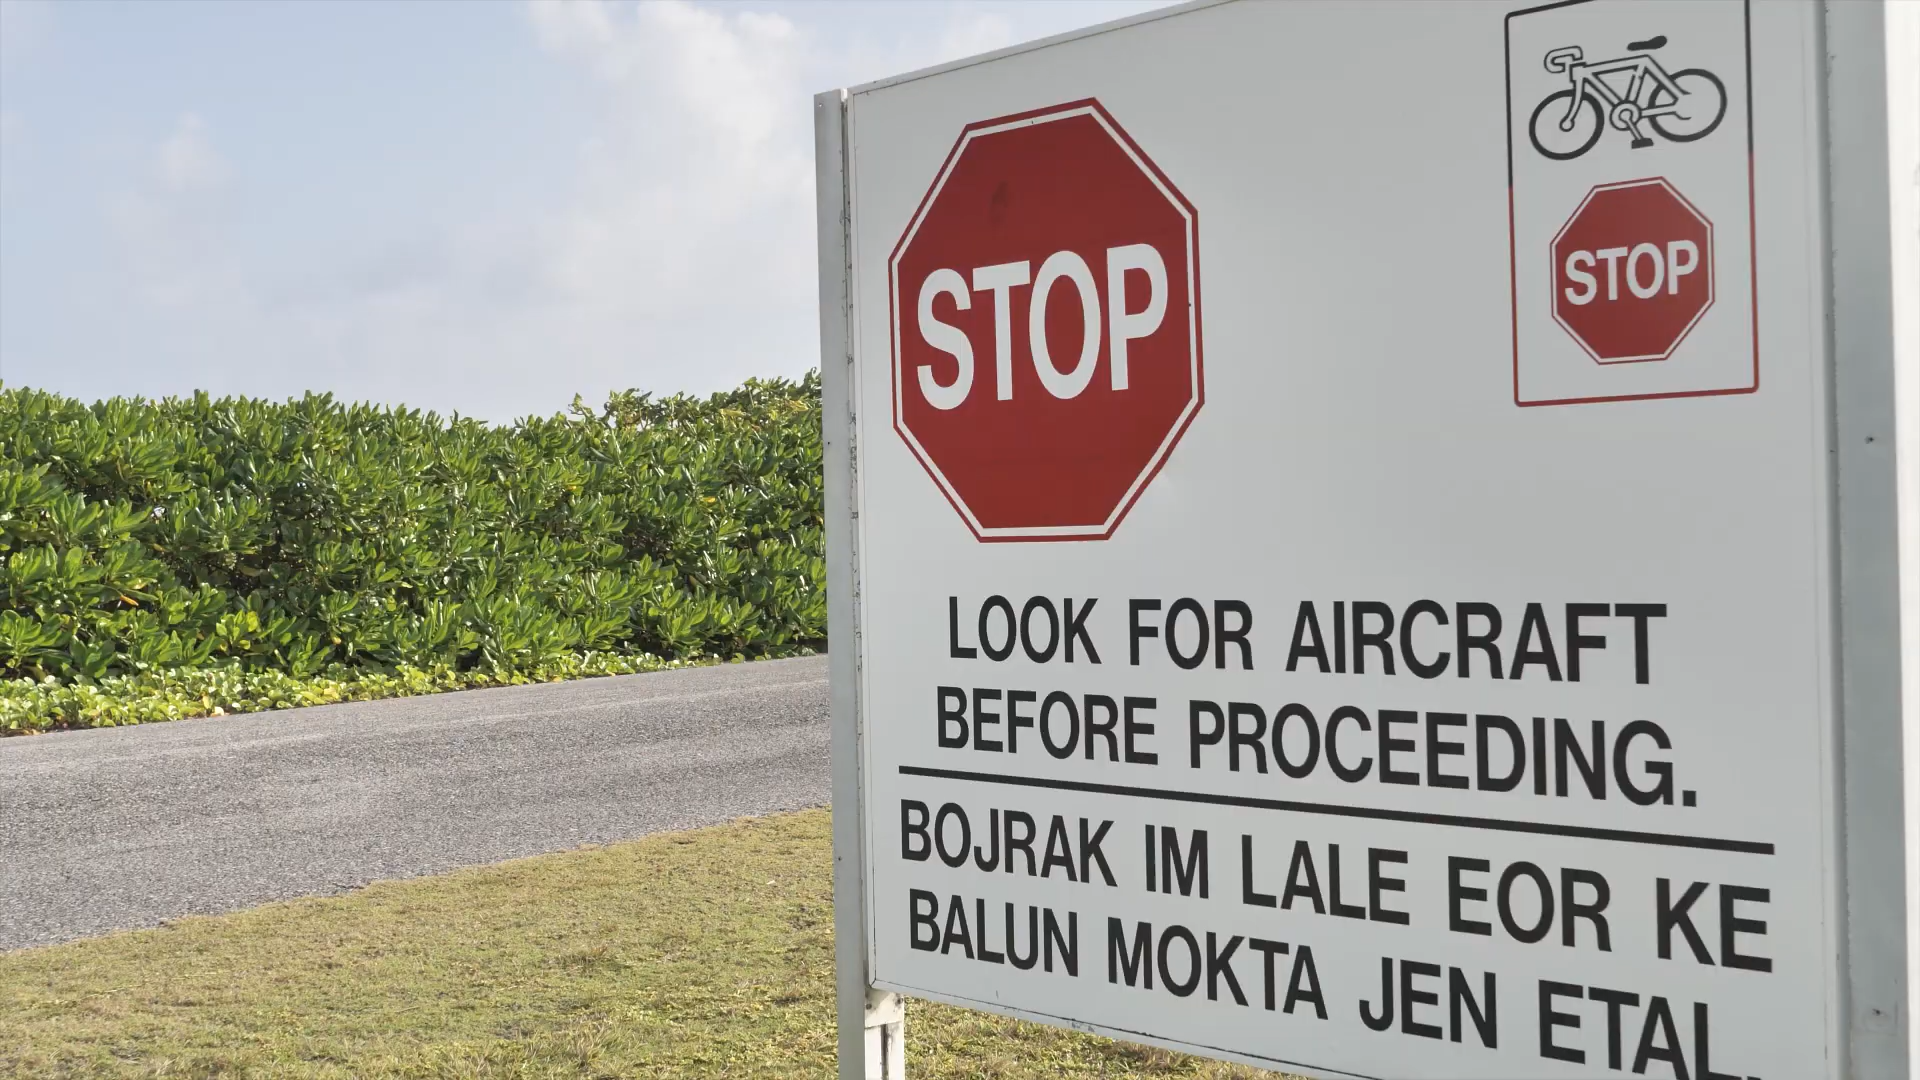 STOP
STOP
LOOK FOR AIRCRAFT
BEFORE PROCEEDING.
BOJRAK IM LALE EOR KE
BALUN MOKTA JEN ETAL.